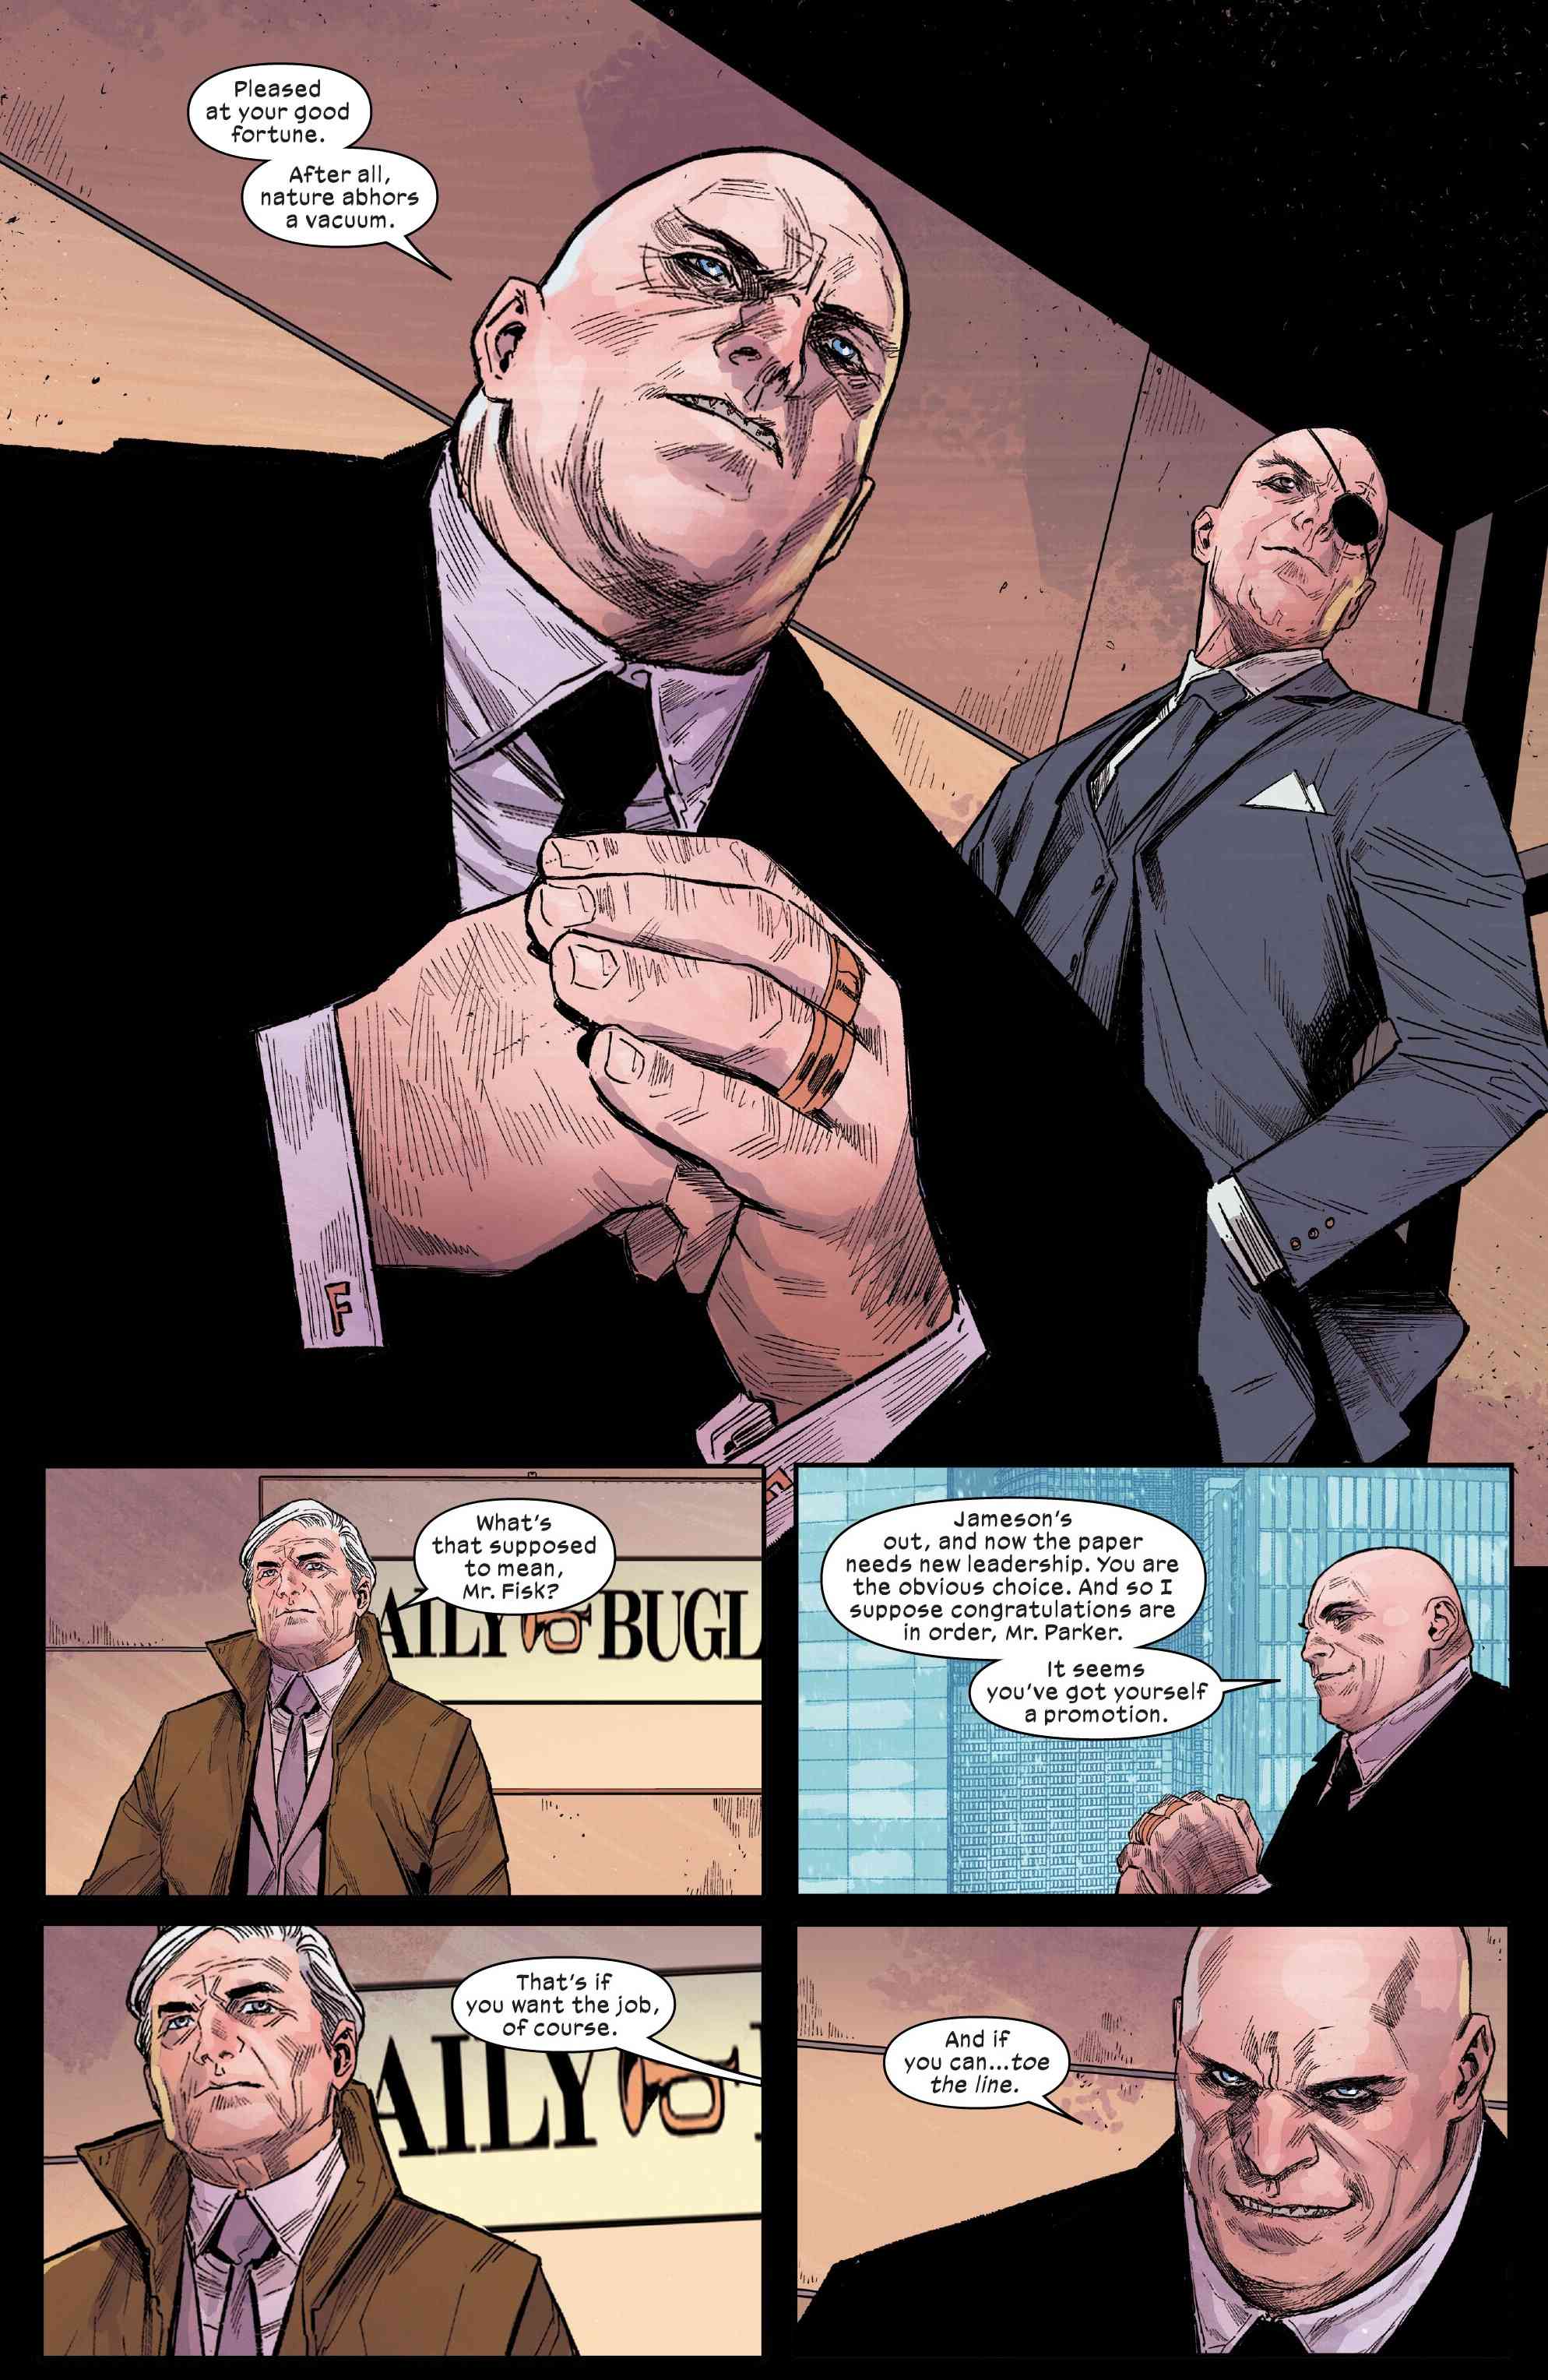 Pleased
at your good
fortune.
After all,
nature abhors
a vacuum.
F
What's
that supposed
to mean,
Mr. Fisk?
AILY BUGL
Jameson's
out, and now the paper
needs new leadership. You are
the obvious choice. And so I
suppose congratulations are
in order, Mr. Parker.
It seems
you've got yourself
a promotion.
That's if
you want the job,
of course.
AILY
And if
you can...toe
the line.